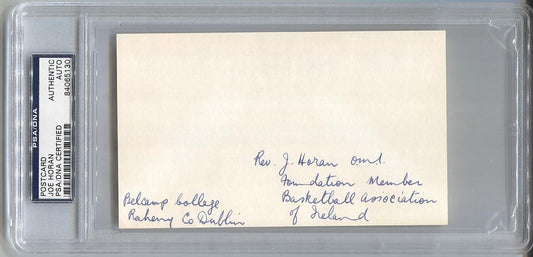 PSA/DNA
POSTCARD
JOE HORAN
PSA/DNA CERTIFIED
AUTHENTIC
AUTO
84065130
Rev. J. Horan omi.
Foundation Member
Basketball Association
of Ireland
Belcamp College
Raheny Co Dublin